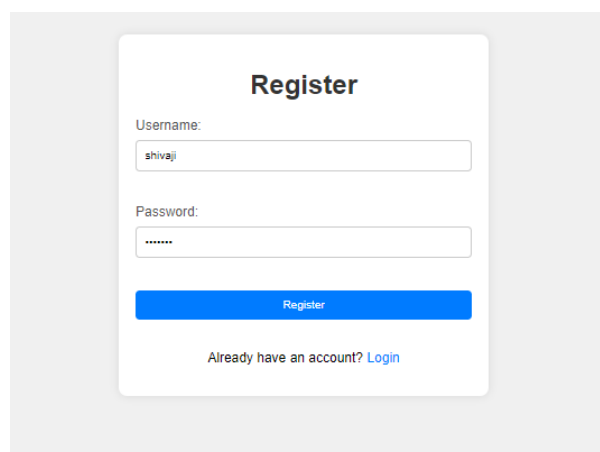 Register
Username:
shivaji
Password:
•••••••
Register
Already have an account? Login